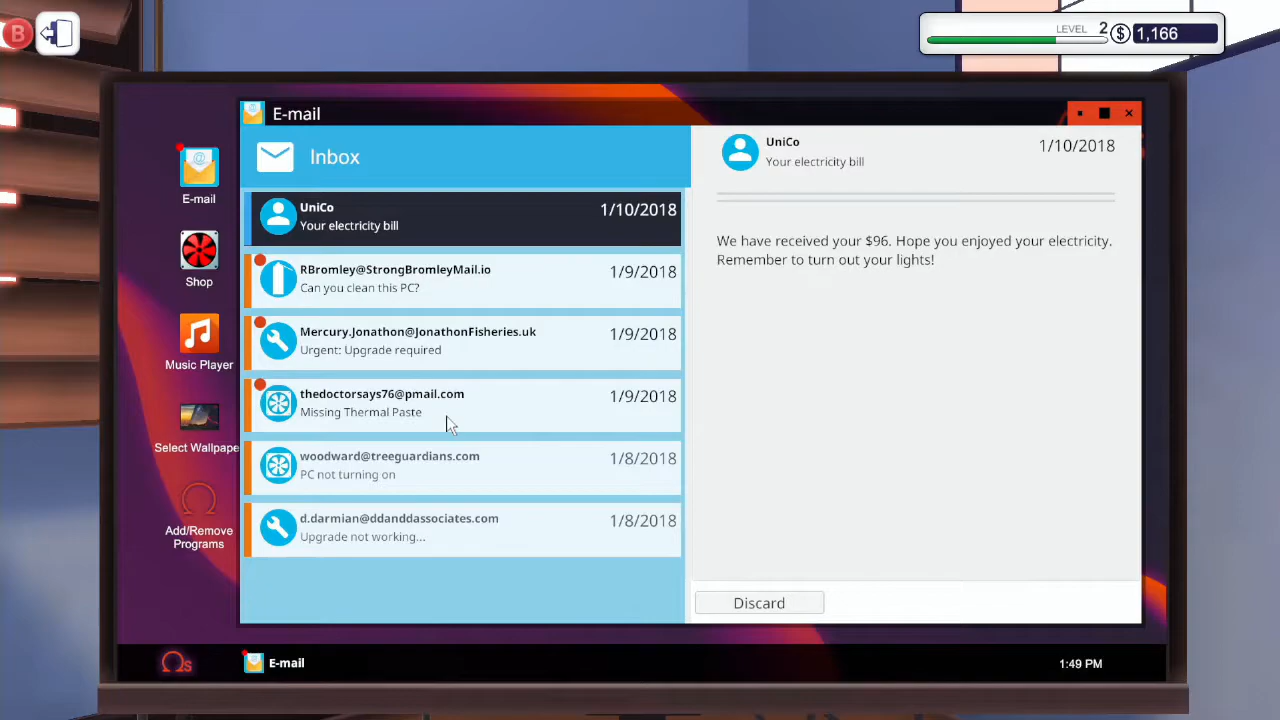 B
LEVEL 2 $ 1,166
E-mail
Inbox
UniCo
Your electricity bill
1/10/2018
RBromley@StrongBromleyMail.io
Can you clean this PC?
1/9/2018
Mercury.Jonathon@JonathonFisheries.uk
Urgent: Upgrade required
1/9/2018
thedoctorsays76@pmail.com
Missing Thermal Paste
1/9/2018
woodward@treeguardians.com
PC not turning on
1/8/2018
d.darmian@ddanddassociates.com
Upgrade not working...
1/8/2018
UniCo
Your electricity bill
1/10/2018
We have received your $96. Hope you enjoyed your electricity.
Remember to turn out your lights!
Discard
E-mail
Shop
Music Player
Select Wallpape
Add/Remove
Programs
Ωs
E-mail
1:49 PM